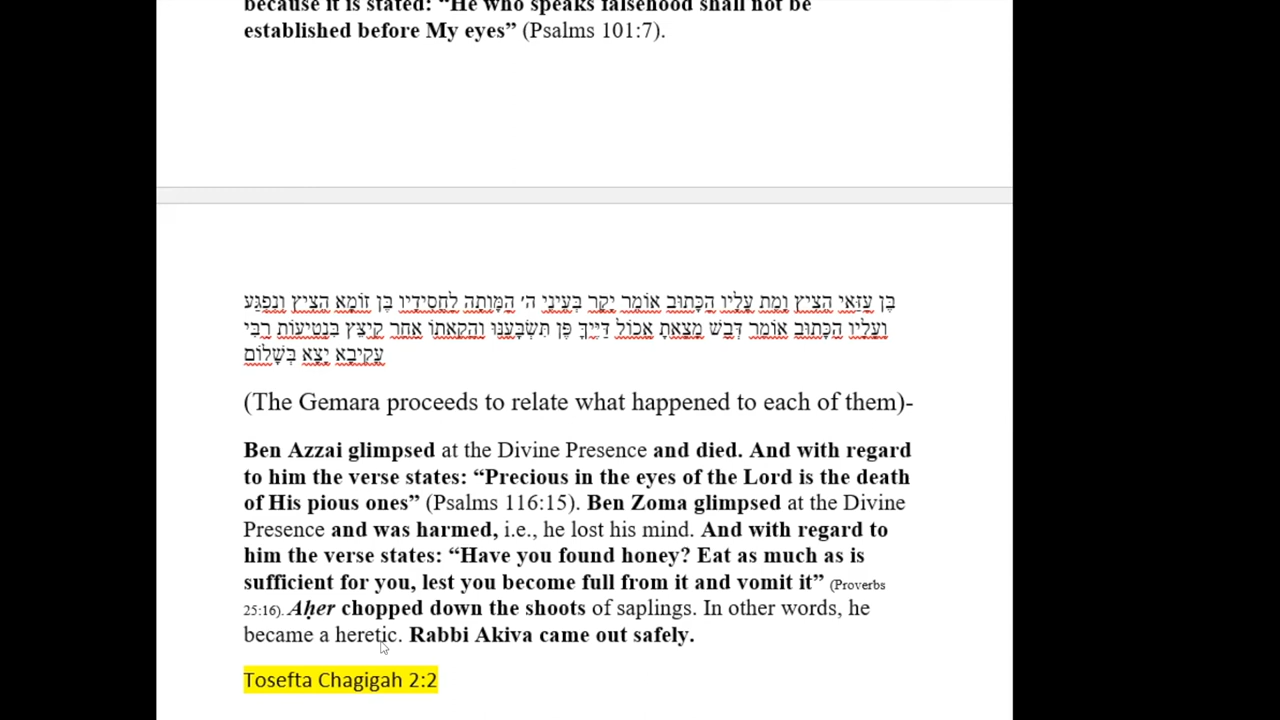 because it is stated: “He who speaks falsehood shall not be
established before My eyes” (Psalms 101:7).
בֶּן עַזַּאי הֵצִיץ וָמֵת עָלָיו הַכָּתוּב אוֹמֵר יָקָר בְּעֵינֵי ה׳ הַמָּוְתָה לַחֲסִידָיו בֶּן זוֹמָא הֵצִיץ וְנִפְגַּע
וְעָלָיו הַכָּתוּב אוֹמֵר דְּבַשׁ מָצָאתָ אֱכוֹל דַּיֶּיךָּ פֶּן תִּשְׂבָּעֶנּוּ וַהֲקֵאתוֹ אַחֵר קִיצֵּץ בִּנְטִיעוֹת רַבִּי
עֲקִיבָא יָצָא בְּשָׁלוֹם
(The Gemara proceeds to relate what happened to each of them)-
Ben Azzai glimpsed at the Divine Presence and died. And with regard
to him the verse states: “Precious in the eyes of the Lord is the death
of His pious ones” (Psalms 116:15). Ben Zoma glimpsed at the Divine
Presence and was harmed, i.e., he lost his mind. And with regard to
him the verse states: “Have you found honey? Eat as much as is
sufficient for you, lest you become full from it and vomit it” (Proverbs
25:16). Aḥer chopped down the shoots of saplings. In other words, he
became a heretic. Rabbi Akiva came out safely.
Tosefta Chagigah 2:2